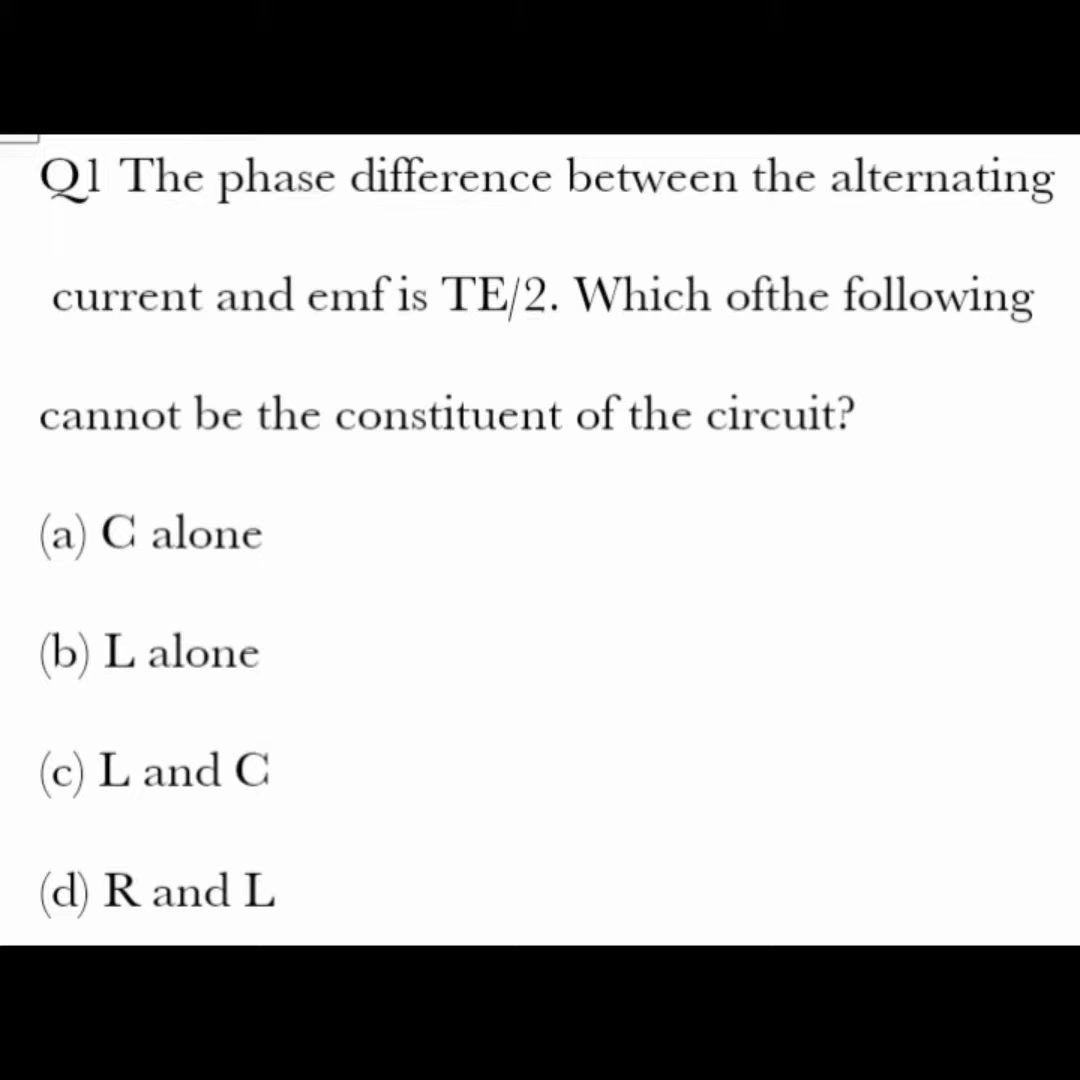 Q1 The phase difference between the alternating
current and emf is TE/2. Which ofthe following
cannot be the constituent of the circuit?
(a) C alone
(b) L alone
(c) L and C
(d) R and L